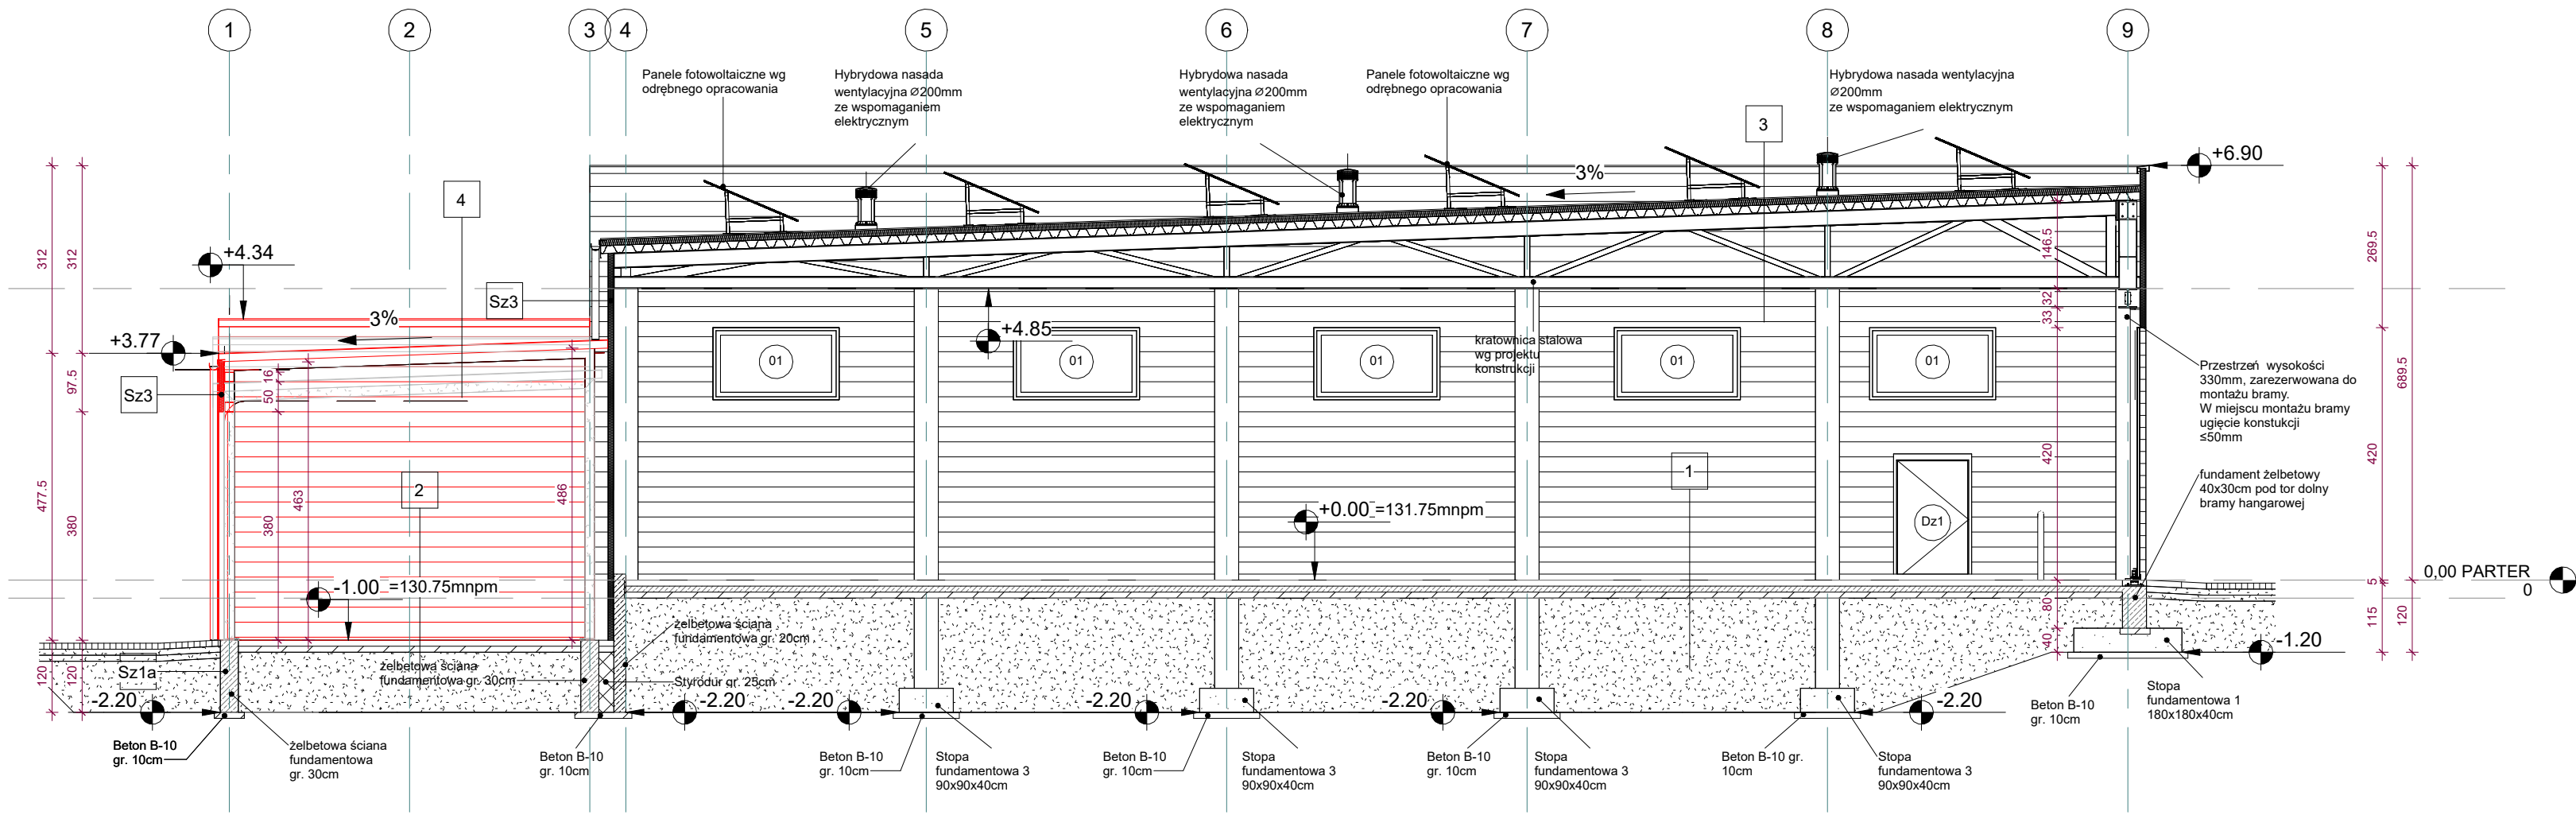 1
2
3
4
5
6
7
8
9
Panele fotowoltaiczne wg
odrębnego opracowania
Hybrydowa nasada
wentylacyjna Ø200mm
ze wspomaganiem
elektrycznym
Hybrydowa nasada
wentylacyjna Ø200mm
ze wspomaganiem
elektrycznym
Panele fotowoltaiczne wg
odrębnego opracowania
Hybrydowa nasada wentylacyjna
Ø200mm
ze wspomaganiem elektrycznym
3
+6.90
3%
4
+4.34
312
312
146.5
269.5
Sz3
3%
+4.85
32
33
+3.77
kratownica stalowa
wg projektu
konstrukcji
01
01
01
01
01
Przestrzeń wysokości
330mm, zarezerwowana do
montażu bramy.
W miejscu montażu bramy
ugięcie konstukcji
≤50mm
Sz3
97.5
16
50
689.5
420
420
477.5
380
380
463
486
2
1
fundament żelbetowy
40x30cm pod tor dolny
bramy hangarowej
+0.00 =131.75mnpm
Dz1
-1.00 =130.75mnpm
0,00 PARTER
0
5
80
115
120
40
żelbetowa ściana
fundamentowa gr. 20cm
-1.20
Sz1a
120
120
żelbetowa ściana
fundamentowa gr. 30cm
Styrodur gr. 25cm
-2.20
-2.20
-2.20
-2.20
-2.20
-2.20
Stopa
fundamentowa 1
180x180x40cm
Beton B-10
gr. 10cm
Beton B-10
gr. 10cm
żelbetowa ściana
fundamentowa
gr. 30cm
Beton B-10
gr. 10cm
Beton B-10
gr. 10cm
Stopa
fundamentowa 3
90x90x40cm
Beton B-10
gr. 10cm
Stopa
fundamentowa 3
90x90x40cm
Beton B-10
gr. 10cm
Stopa
fundamentowa 3
90x90x40cm
Beton B-10 gr.
10cm
Stopa
fundamentowa 3
90x90x40cm